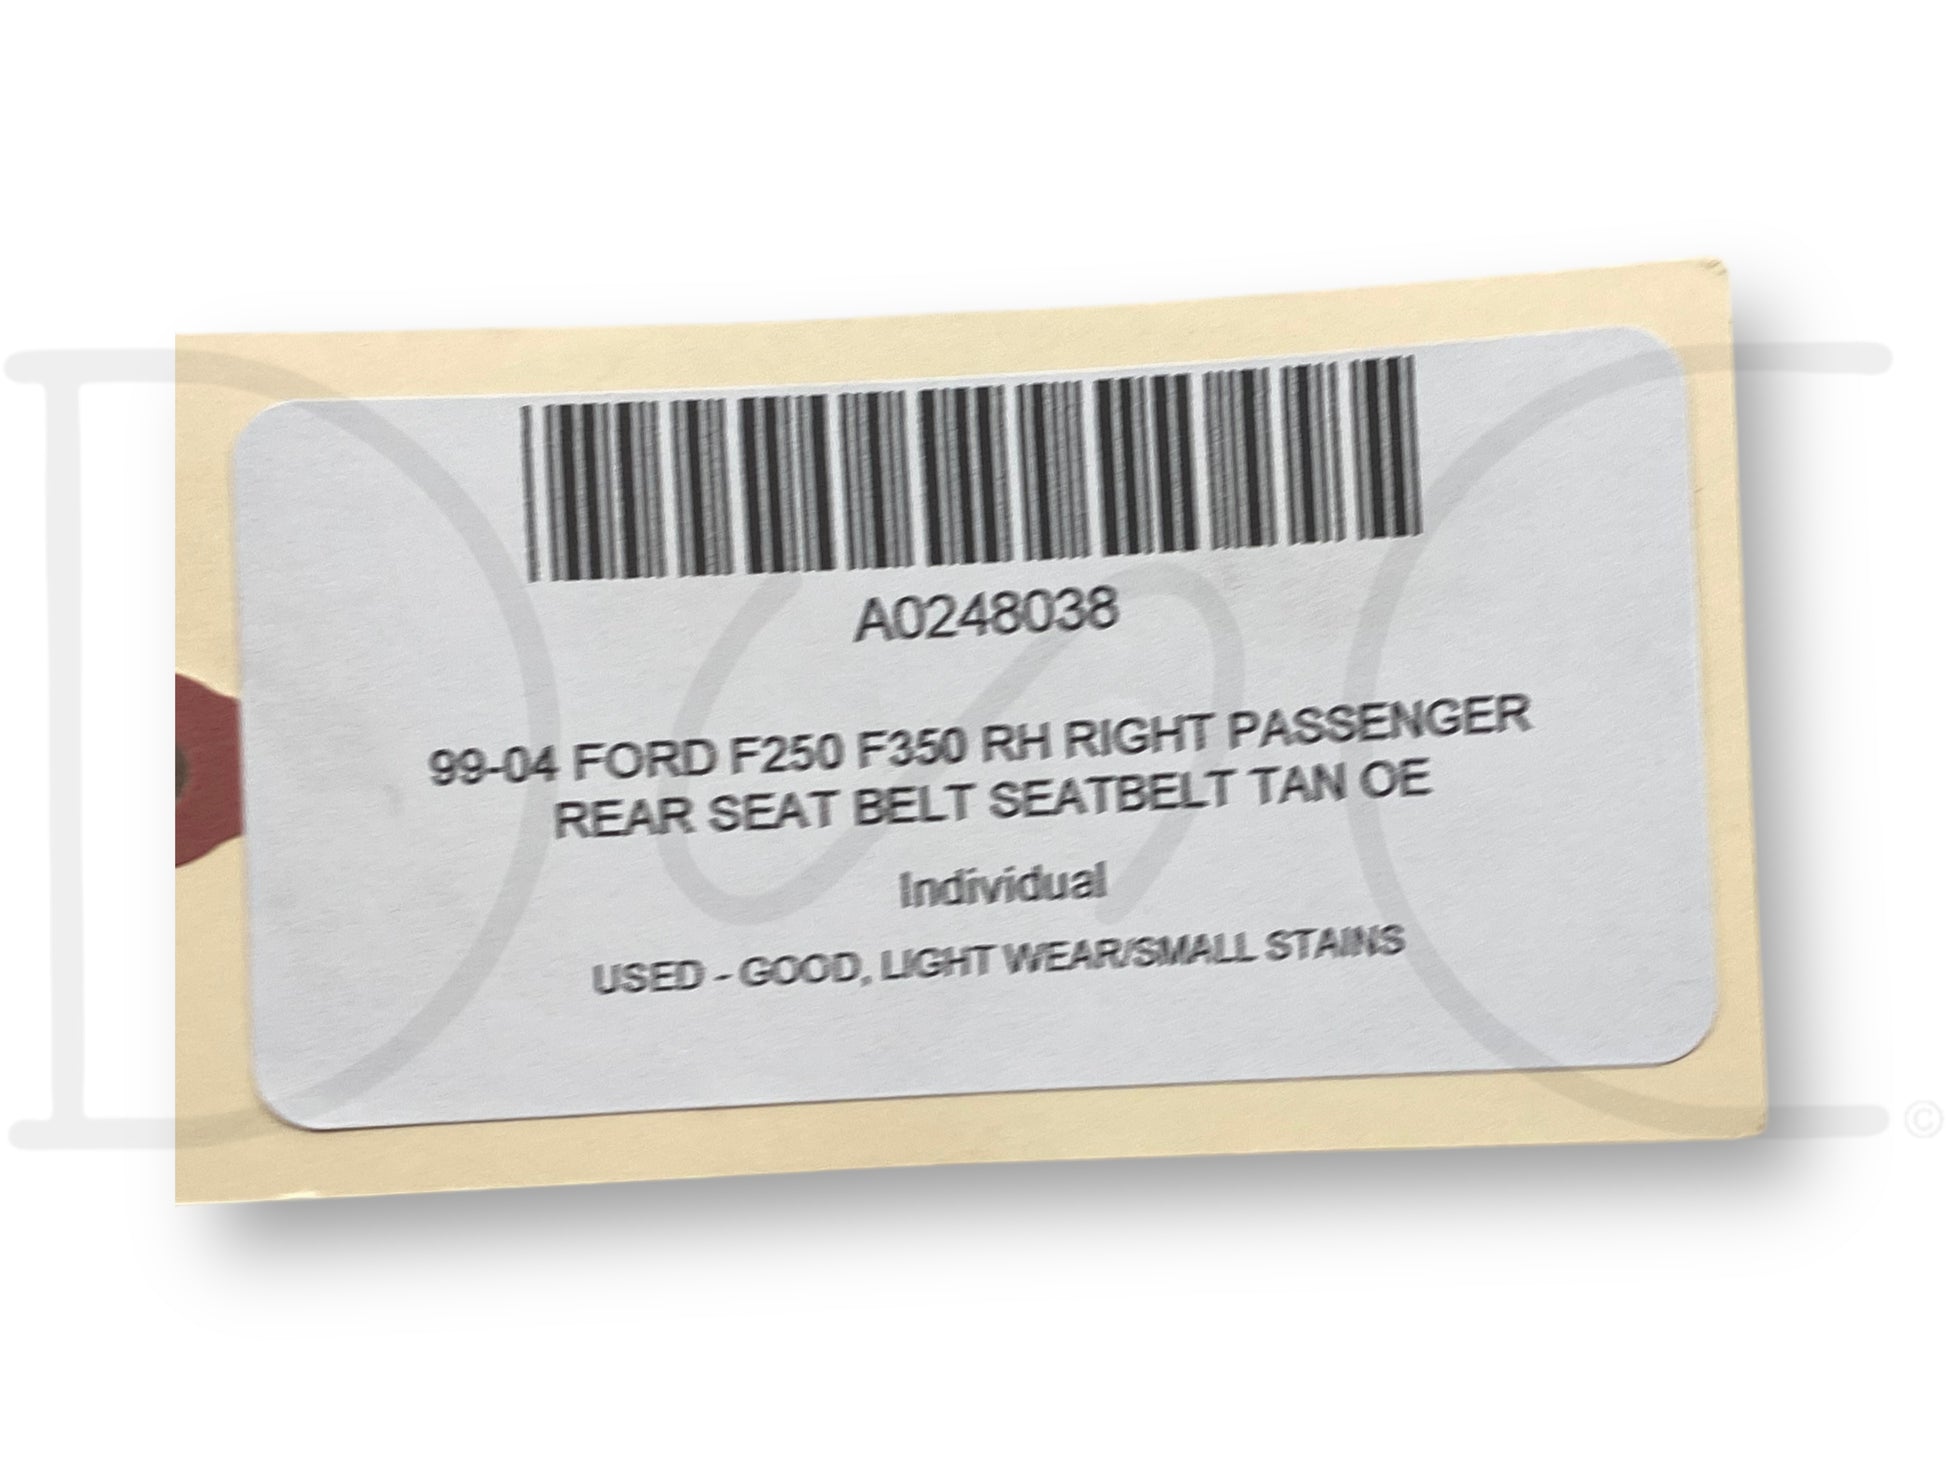 A0248038
99-04 FORD F250 F350 RH RIGHT PASSENGER
REAR SEAT BELT SEATBELT TAN OE
Individual
USED - GOOD, LIGHT WEAR/SMALL STAINS
©